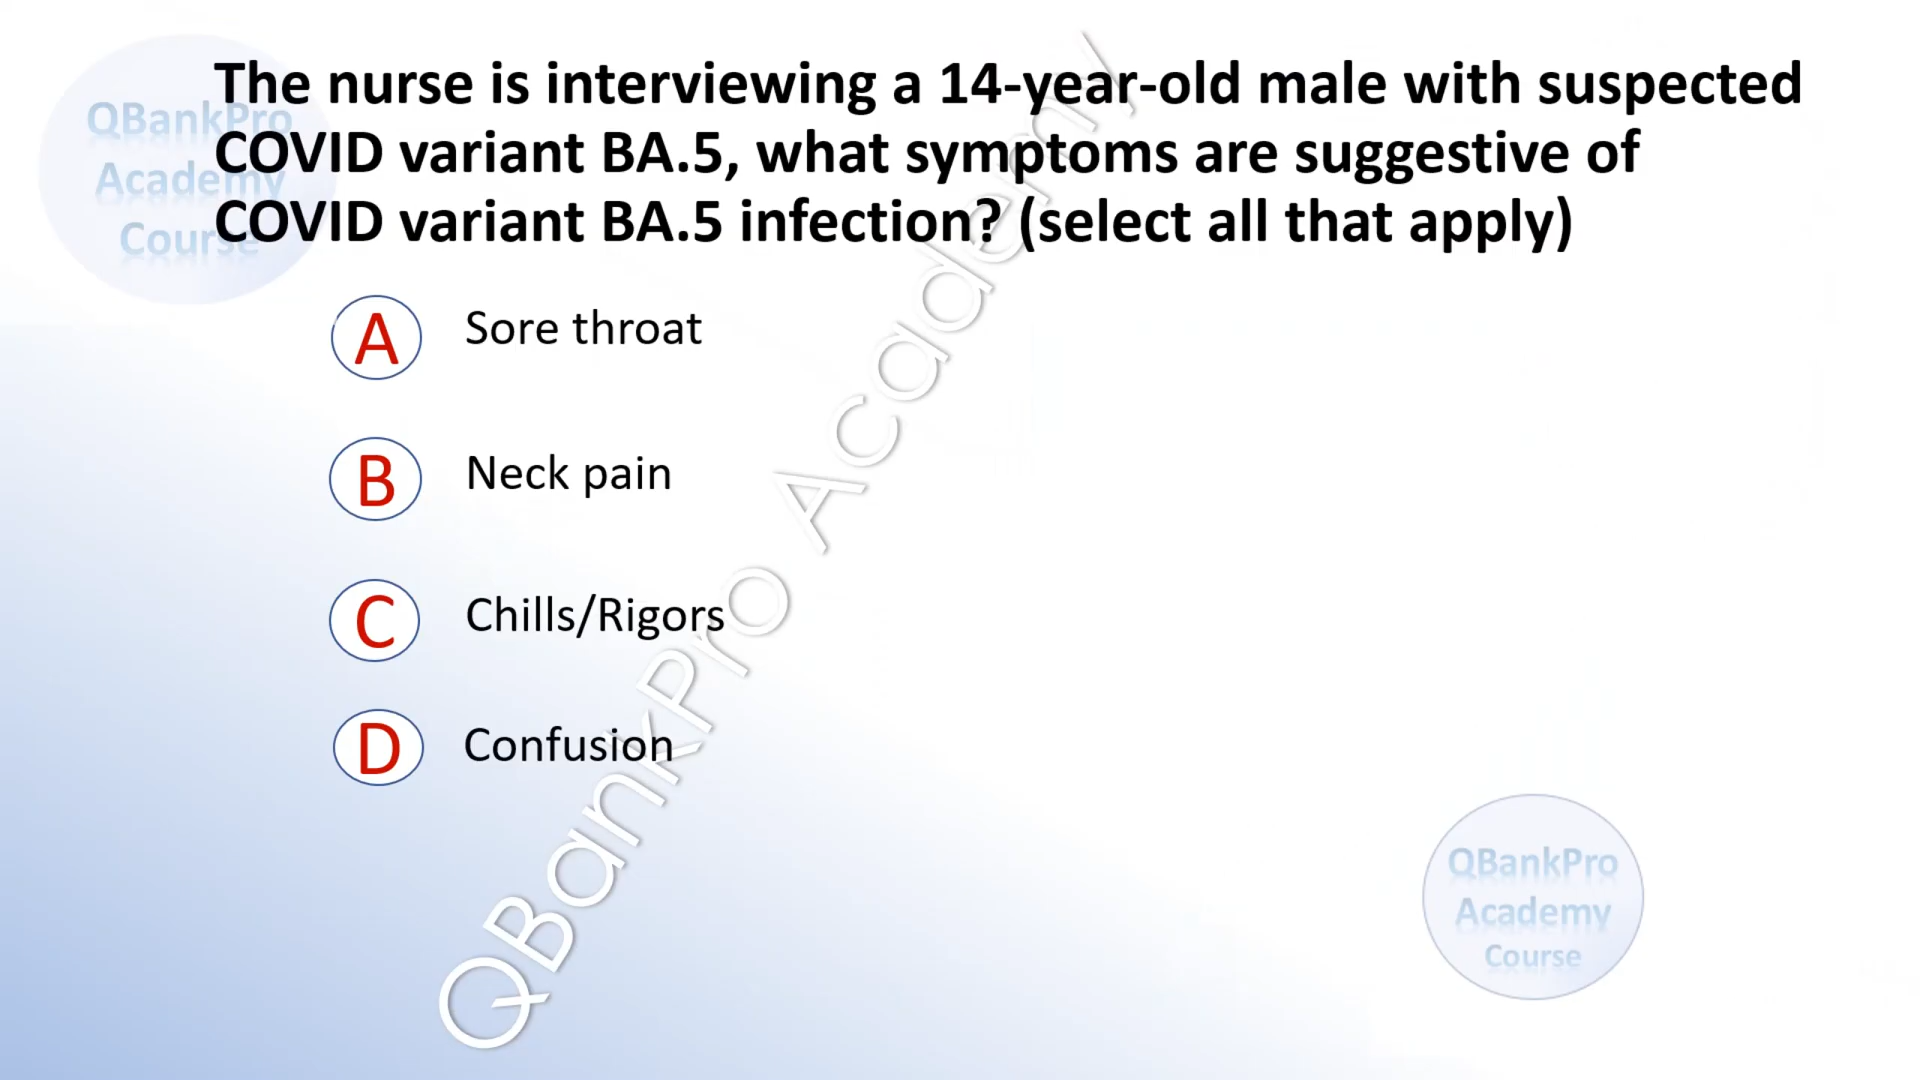 The nurse is interviewing a 14-year-old male with suspected
COVID variant BA.5, what symptoms are suggestive of
COVID variant BA.5 infection? (select all that apply)
QBankPro
Academy
Course
A Sore throat
B Neck pain
C Chills/Rigors
D Confusion
QBankPro Academy
QBankPro
Academy
Course